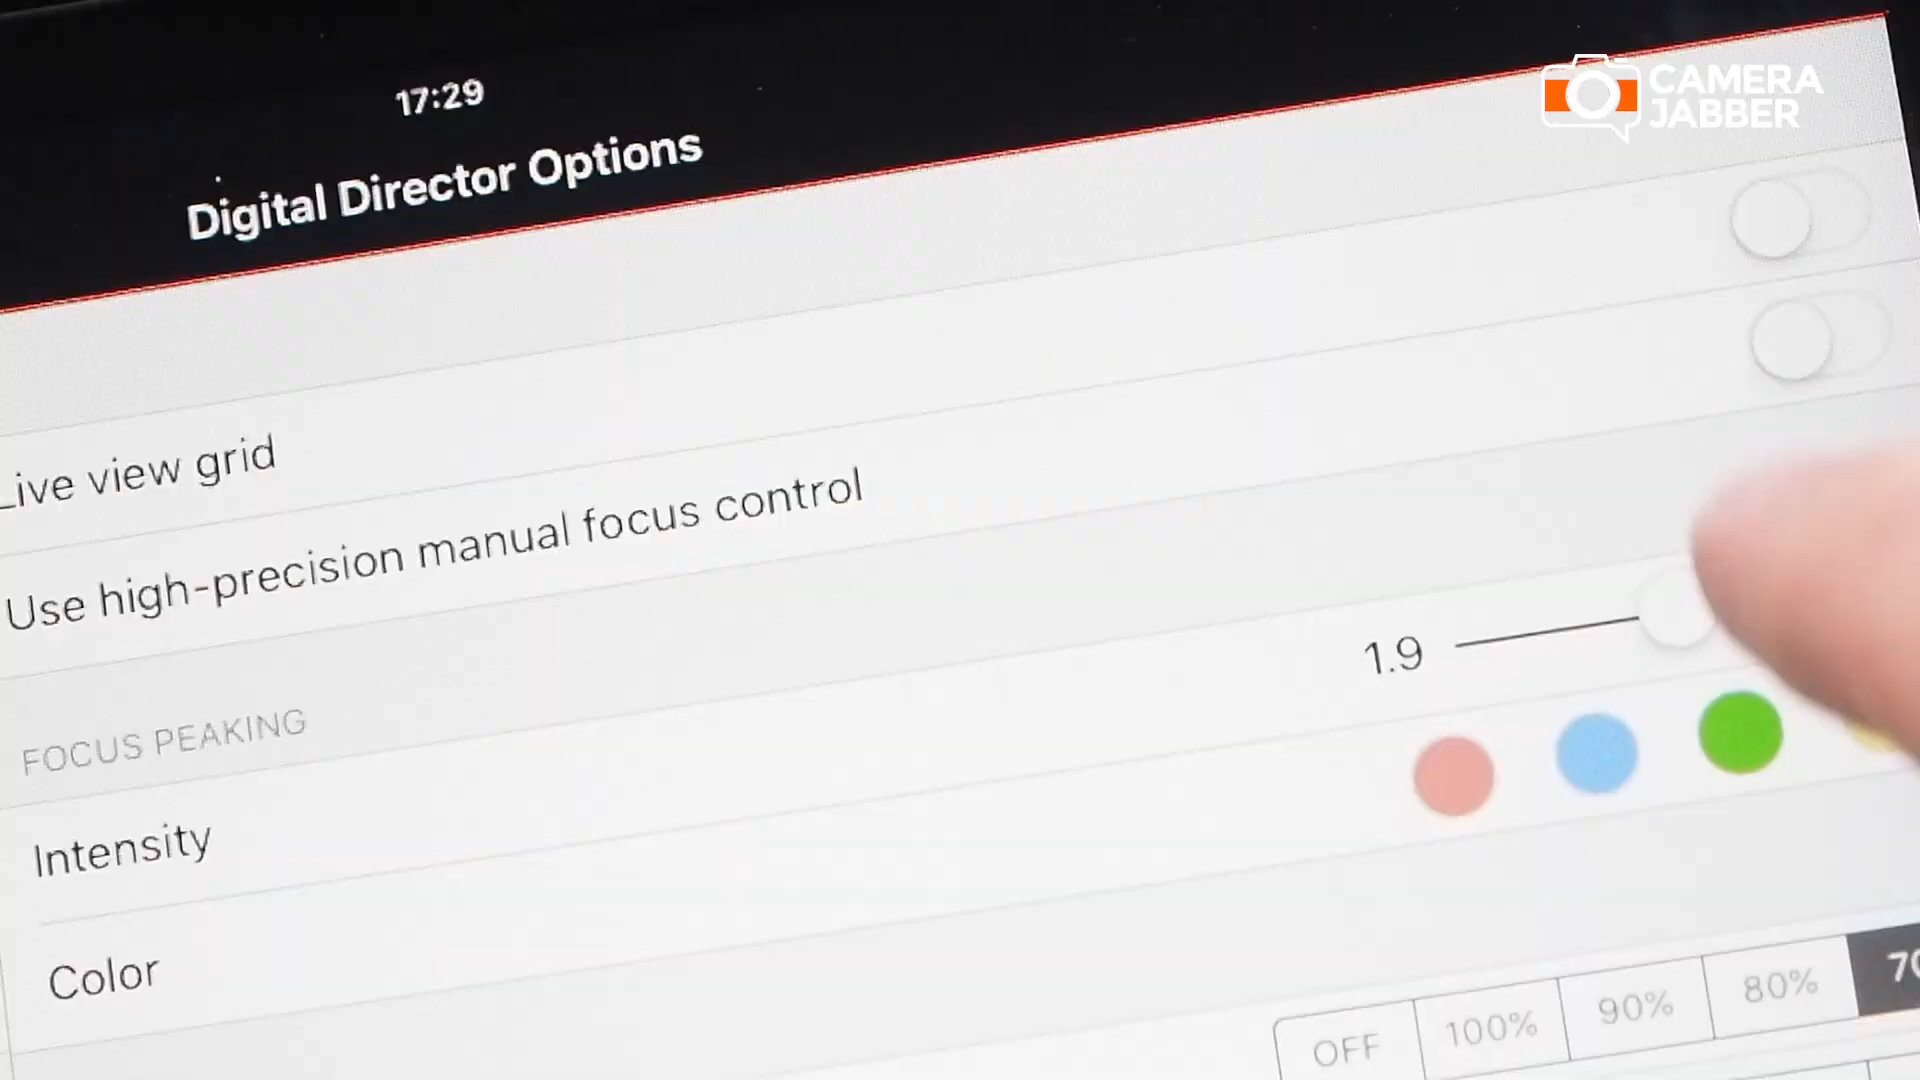 17:29
CAMERA
JABBER
Digital Director Options
Live view grid
Use high-precision manual focus control
FOCUS PEAKING
Intensity
1.9
Color
OFF
100%
90%
80%